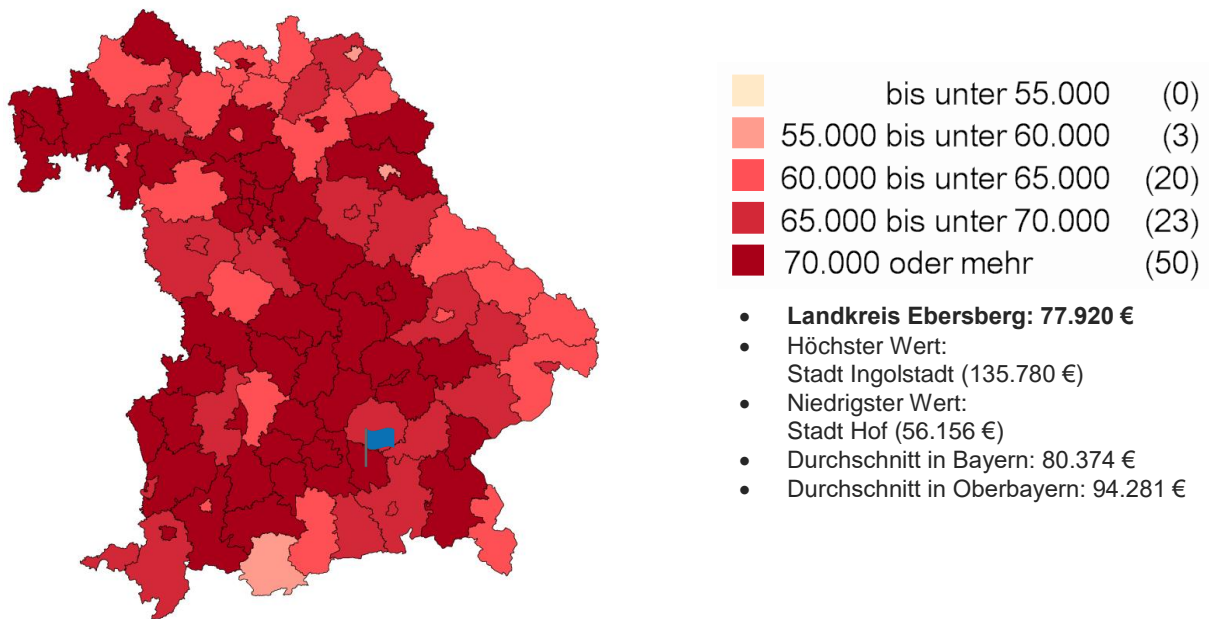 bis unter 55.000 (0)
55.000 bis unter 60.000 (3)
60.000 bis unter 65.000 (20)
65.000 bis unter 70.000 (23)
70.000 oder mehr (50)
• Landkreis Ebersberg: 77.920 €
• Höchster Wert:
Stadt Ingolstadt (135.780 €)
• Niedrigster Wert:
Stadt Hof (56.156 €)
• Durchschnitt in Bayern: 80.374 €
• Durchschnitt in Oberbayern: 94.281 €